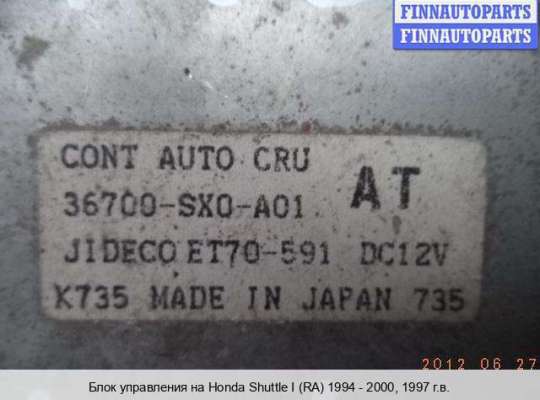 FINNAUTOPARTS
FINNAUTOPARTS
CONT AUTO CRU
AT
36700-SX0-A01
JIDECO ET70-591 DC12V
K735 MADE IN JAPAN 735
2012 06 27
Блок управления на Honda Shuttle I (RA) 1994 - 2000, 1997 г.в.